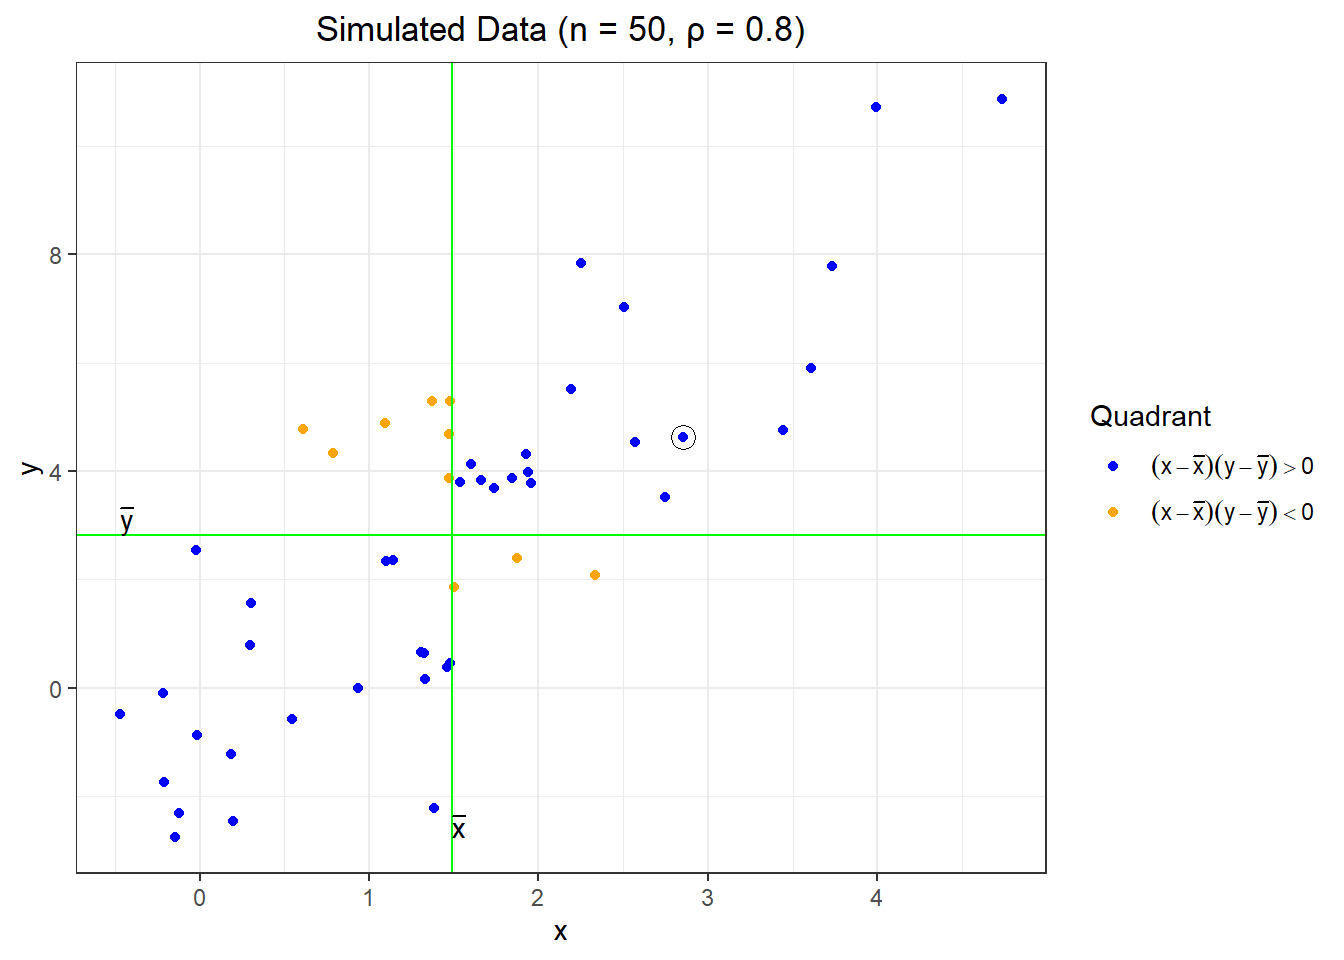 Simulated Data (n = 50, ρ = 0.8)
y
8
4
0
y̅
x̅
0 1 2 3 4
x
Quadrant
(x − x̅)(y − y̅) > 0
(x − x̅)(y − y̅) < 0